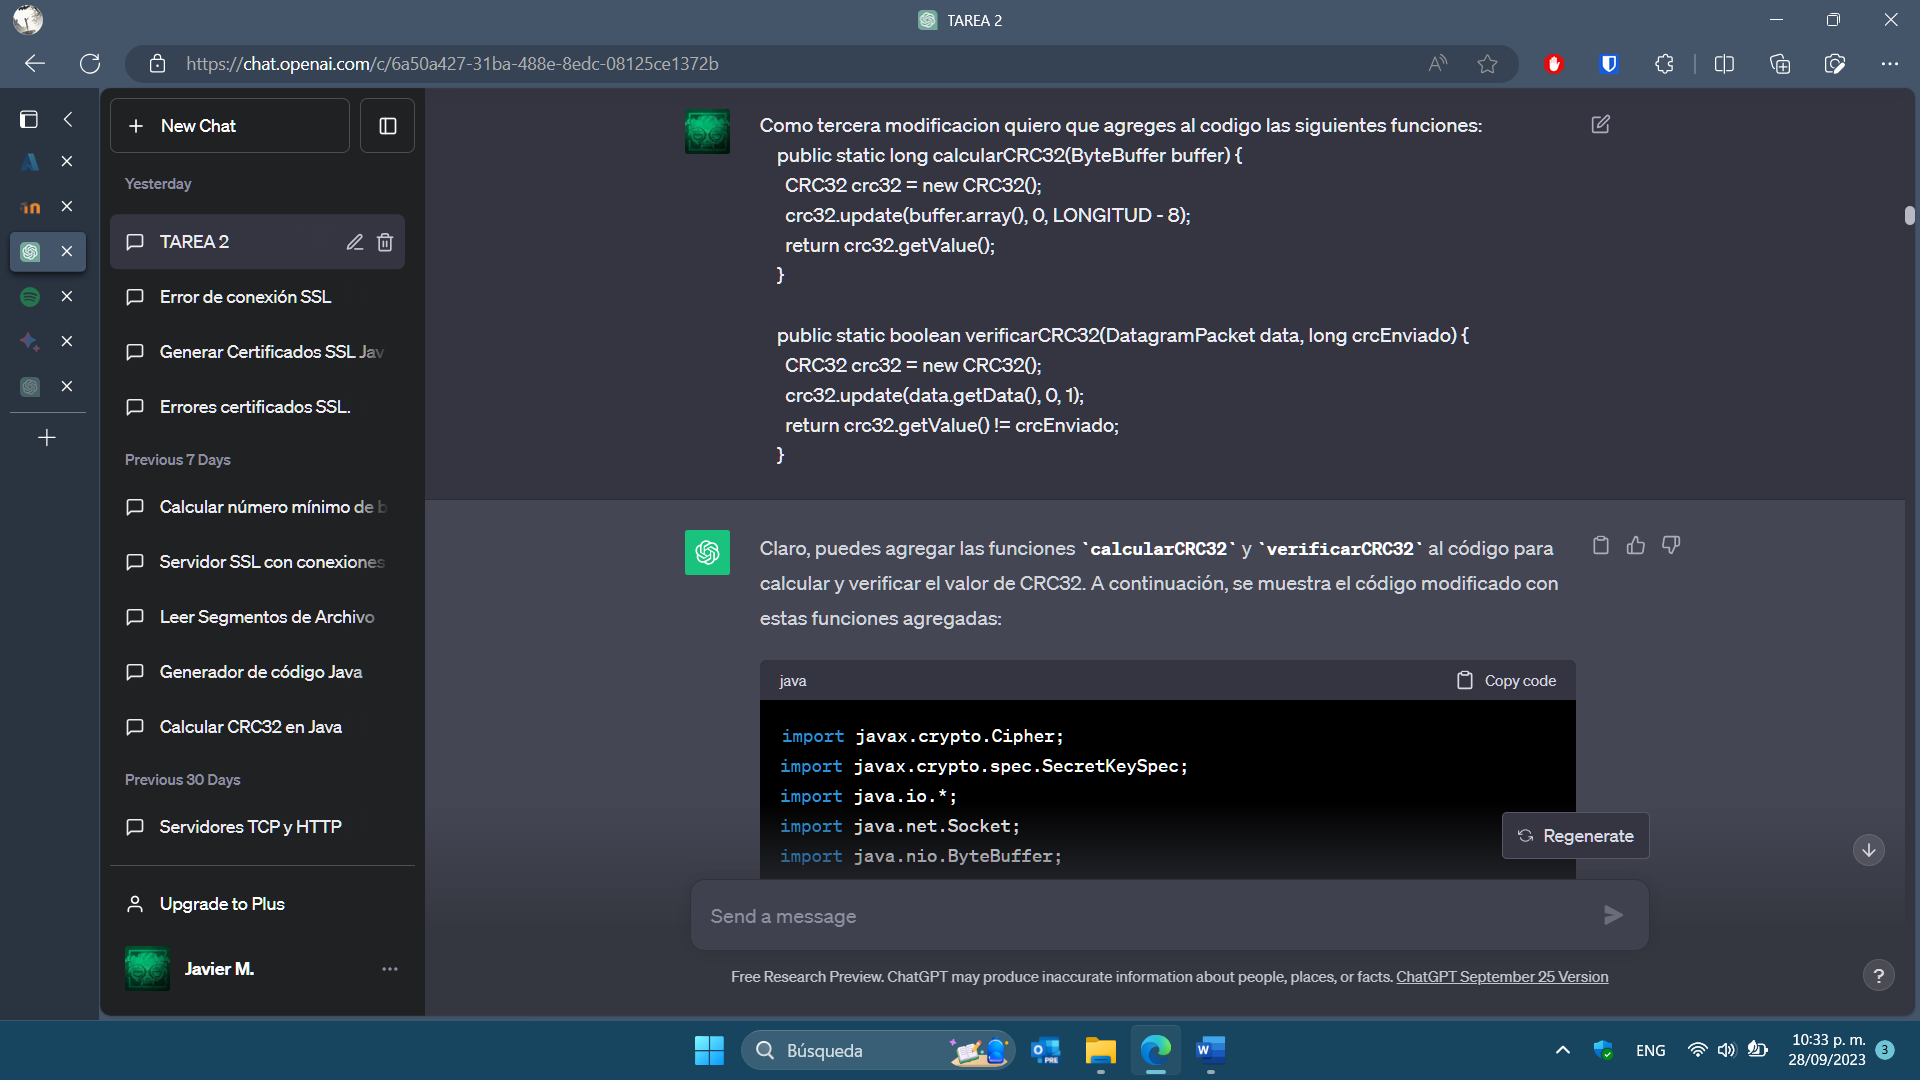 TAREA 2
https://chat.openai.com/c/6a50a427-31ba-488e-8edc-08125ce1372b
New Chat
Yesterday
TAREA 2
Error de conexión SSL
Generar Certificados SSL Jav
Errores certificados SSL.
Previous 7 Days
Calcular número mínimo de b
Servidor SSL con conexiones
Leer Segmentos de Archivo
Generador de código Java
Calcular CRC32 en Java
Previous 30 Days
Servidores TCP y HTTP
Upgrade to Plus
Javier M.
Como tercera modificacion quiero que agreges al codigo las siguientes funciones:
public static long calcularCRC32(ByteBuffer buffer) {
CRC32 crc32 = new CRC32();
crc32.update(buffer.array(), 0, LONGITUD - 8);
return crc32.getValue();
}
public static boolean verificarCRC32(DatagramPacket data, long crcEnviado) {
CRC32 crc32 = new CRC32();
crc32.update(data.getData(), 0, 1);
return crc32.getValue() != crcEnviado;
}
Claro, puedes agregar las funciones `calcularCRC32` y `verificarCRC32` al código para
calcular y verificar el valor de CRC32. A continuación, se muestra el código modificado con
estas funciones agregadas:
java
Copy code
import javax.crypto.Cipher;
import javax.crypto.spec.SecretKeySpec;
import java.io.*;
import java.net.Socket;
import java.nio.ByteBuffer;
Regenerate
Send a message
Free Research Preview. ChatGPT may produce inaccurate information about people, places, or facts. ChatGPT September 25 Version
?
Búsqueda
ENG
10:33 p. m.
28/09/2023
3